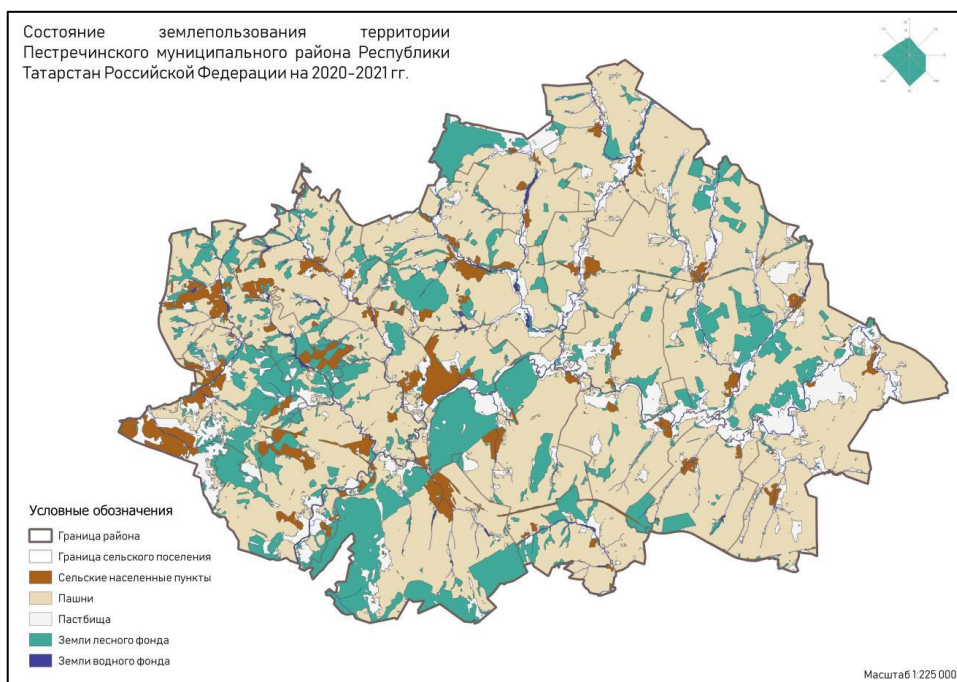 Состояние землепользования территории
Пестречинского муниципального района Республики
Татарстан Российской Федерации на 2020-2021 гг.
Условные обозначения
Граница района
Граница сельского поселения
Сельские населенные пункты
Пашни
Пастбища
Земли лесного фонда
Земли водного фонда
Масштаб 1:225 000